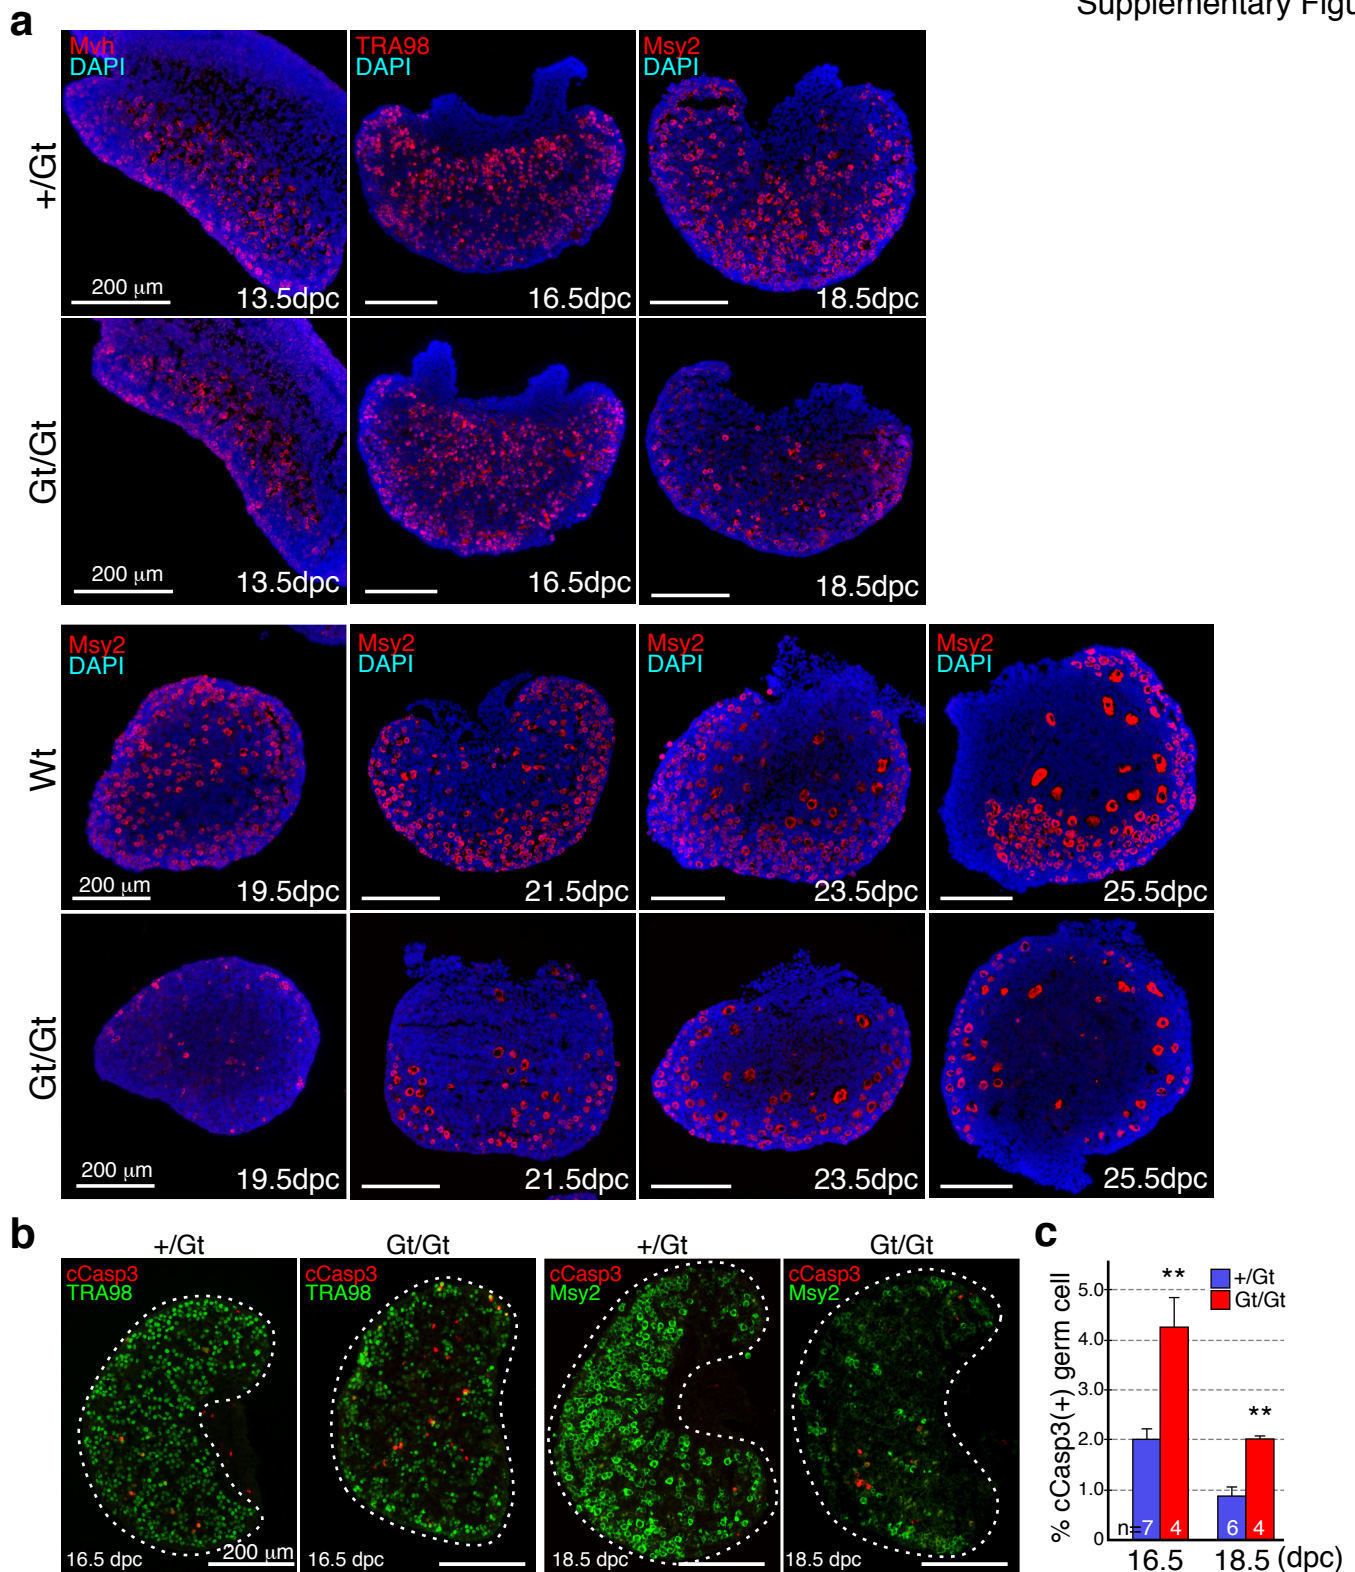 Supplementary Figu
a
Mvh
DAPI
TRA98
DAPI
Msy2
DAPI
+/Gt
200 μm
13.5dpc
16.5dpc
18.5dpc
Gt/Gt
200 μm
13.5dpc
16.5dpc
18.5dpc
Msy2
DAPI
Msy2
DAPI
Msy2
DAPI
Msy2
DAPI
Wt
200 μm
19.5dpc
21.5dpc
23.5dpc
25.5dpc
Gt/Gt
200 μm
19.5dpc
21.5dpc
23.5dpc
25.5dpc
b
+/Gt
Gt/Gt
+/Gt
Gt/Gt
cCasp3
TRA98
cCasp3
TRA98
cCasp3
Msy2
cCasp3
Msy2
16.5 dpc
200 μm
16.5 dpc
18.5 dpc
18.5 dpc
c
% cCasp3(+) germ cell
5.0
4.0
3.0
2.0
1.0
0
**
**
+/Gt
Gt/Gt
n=7 4 6 4
16.5 18.5 (dpc)